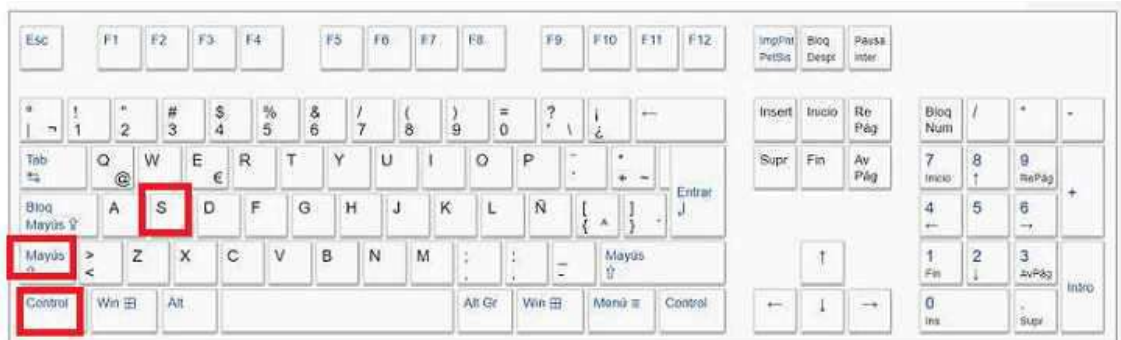 Esc F1 F2 F3 F4 F5 F6 F7 F8 F9 F10 F11 F12 ImpPnt Bloq Pausa
PetSis Despl Inter
° ! " # $ % & / ( ) = ? ¡ ← Insert Inicio Re Bloq / * -
| ¬ 1 2 3 4 5 6 7 8 9 0 ' \ ¿ Pág Num
Tab Q W E R T Y U I O P ¨ * Supr Fin Av 7 8 9
⇆ @ € ´ + ~ Entrar Pág Inicio ↑ RePág +
Bloq A S D F G H J K L Ñ [ ] ↲ 4 5 6
Mayús ⇧ { ^ } ← →
Mayús > Z X C V B N M ; : _ Mayús ↑ 1 2 3
⇧ < , . - ⇧ Fin ↓ AvPág Intro
Control Win ⊞ Alt Alt Gr Win ⊞ Menú ≡ Control ← ↓ → 0 .
Ins Supr